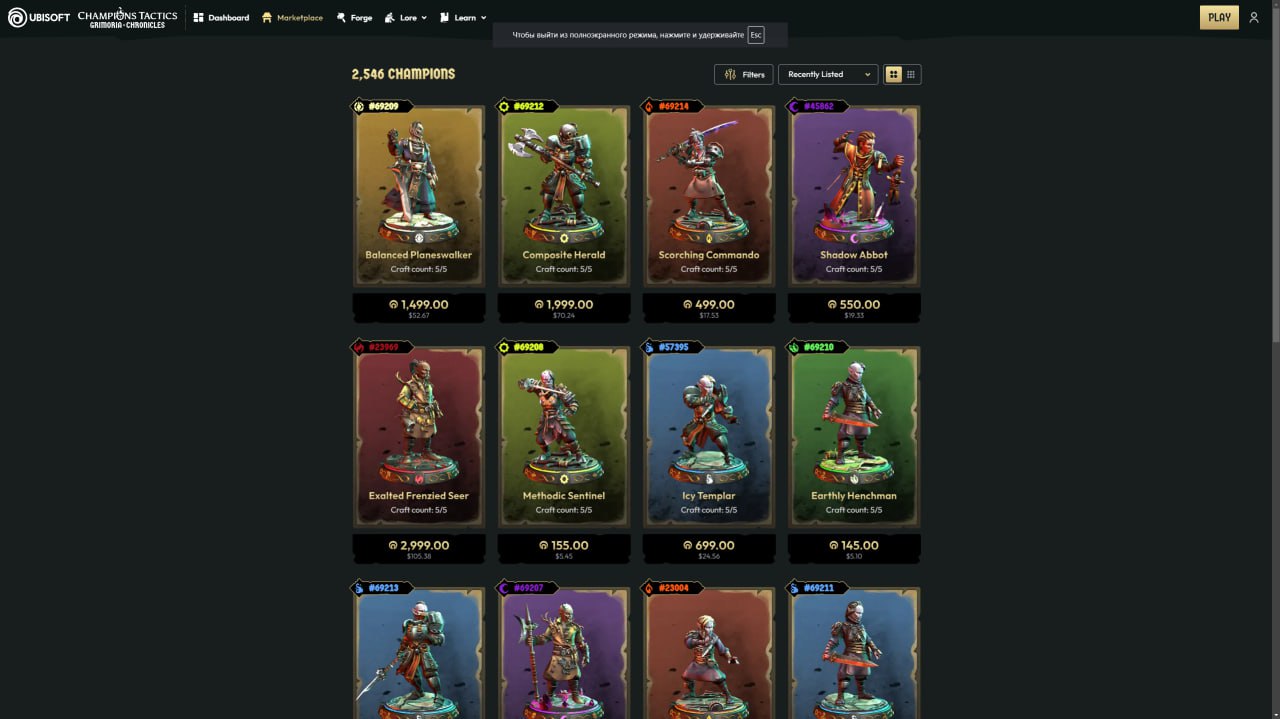 UBISOFT
CHAMPIONS TACTICS
GRIMORIA · CHRONICLES
Dashboard
Marketplace
Forge
Lore
Learn
PLAY
Чтобы выйти из полноэкранного режима, нажмите и удерживайте Esc
2,546 CHAMPIONS
Filters
Recently Listed
#69209
#69212
#69214
#45862
Balanced Planeswalker
Composite Herald
Scorching Commando
Shadow Abbot
Craft count: 5/5
Craft count: 5/5
Craft count: 5/5
Craft count: 5/5
1,499.00
1,999.00
499.00
550.00
$52.67
$70.24
$17.53
$19.33
#23969
#69208
#57395
#69210
Exalted Frenzied Seer
Methodic Sentinel
Icy Templar
Earthly Henchman
Craft count: 5/5
Craft count: 5/5
Craft count: 5/5
Craft count: 5/5
2,999.00
155.00
699.00
145.00
$105.38
$5.45
$24.56
$5.10
#69213
#69207
#23004
#69211